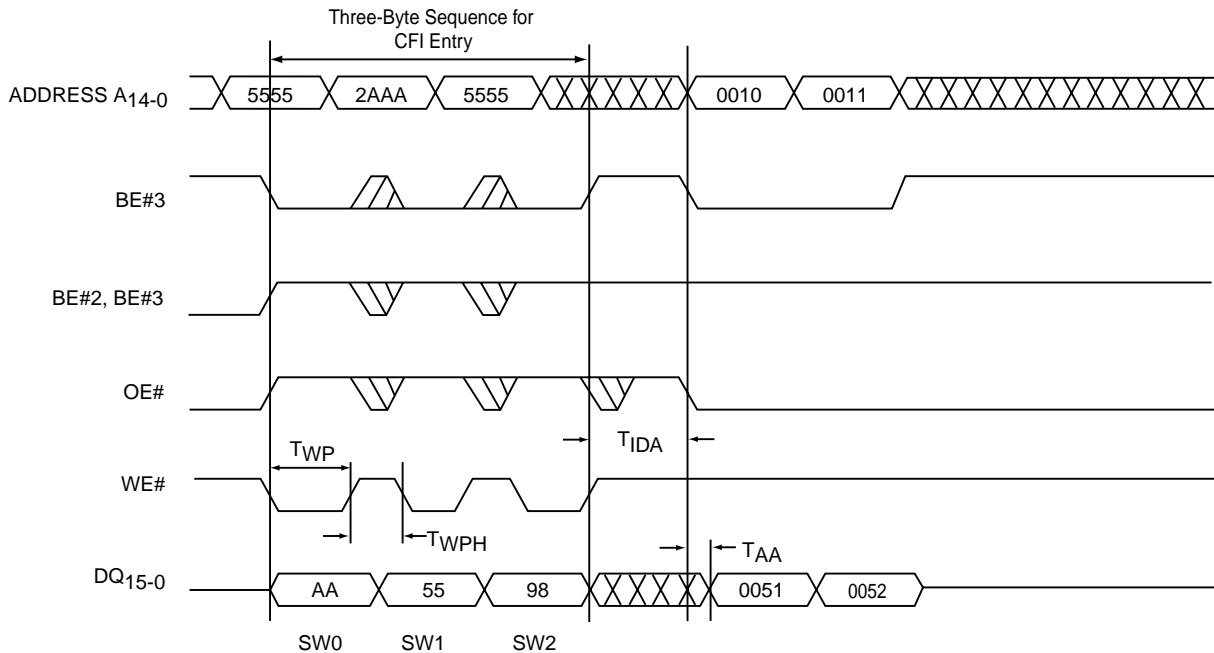 Three-Byte Sequence for
CFI Entry
ADDRESS A14-0
5555
2AAA
5555
0010
0011
BE#3
BE#2, BE#3
OE#
TIDA
TWP
WE#
TWPH
TAA
DQ15-0
AA
55
98
0051
0052
SW0
SW1
SW2